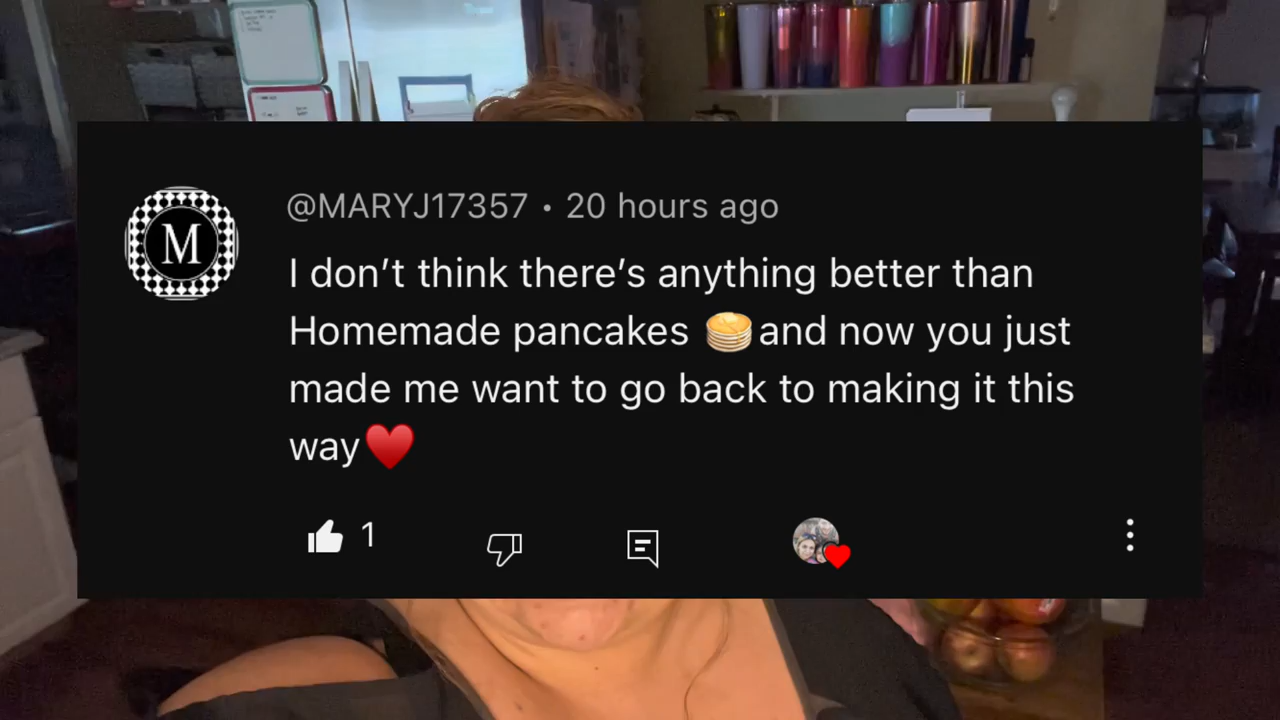 M
@MARYJ17357 • 20 hours ago
I don’t think there’s anything better than
Homemade pancakes 🥞and now you just
made me want to go back to making it this
way♥️
1